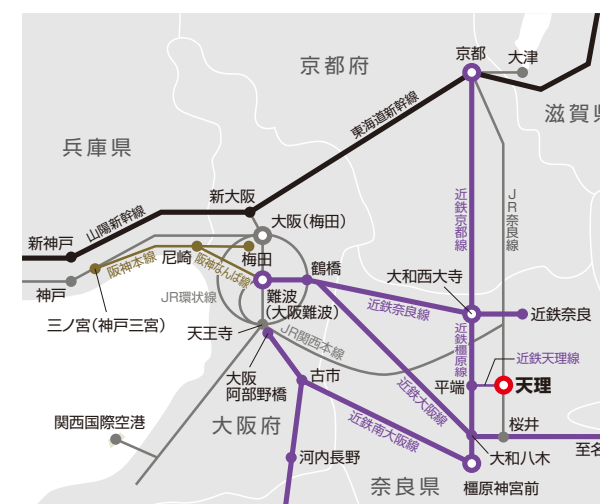 京都
大津
京都府
滋賀県
兵庫県
東海道新幹線
近鉄京都線
JR奈良線
新大阪
山陽新幹線
大阪(梅田)
新神戸
尼崎
梅田
阪神本線
阪神なんば線
鶴橋
大和西大寺
神戸
JR環状線
難波
(大阪難波)
近鉄奈良線
近鉄奈良
三ノ宮(神戸三宮)
天王寺
JR関西本線
近鉄橿原線
近鉄天理線
大阪
阿部野橋
古市
近鉄大阪線
平端
天理
関西国際空港
大阪府
近鉄南大阪線
桜井
至名
河内長野
大和八木
奈良県
橿原神宮前